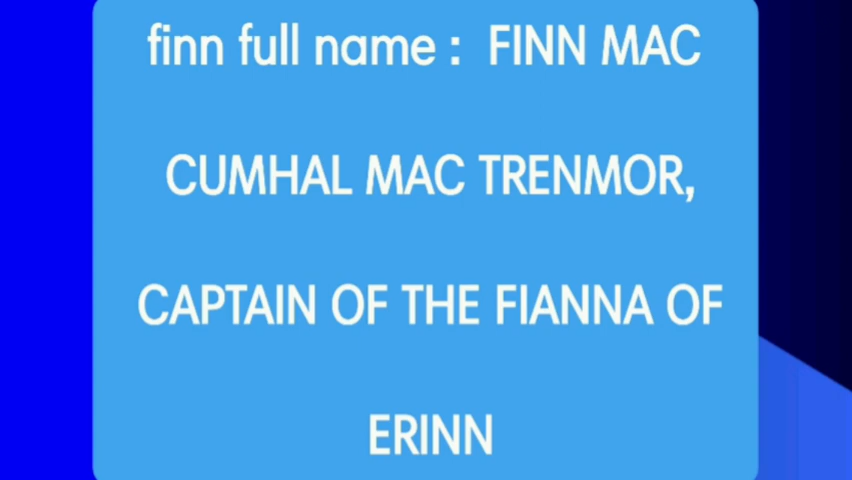 finn full name : FINN MAC
CUMHAL MAC TRENMOR,
CAPTAIN OF THE FIANNA OF
ERINN